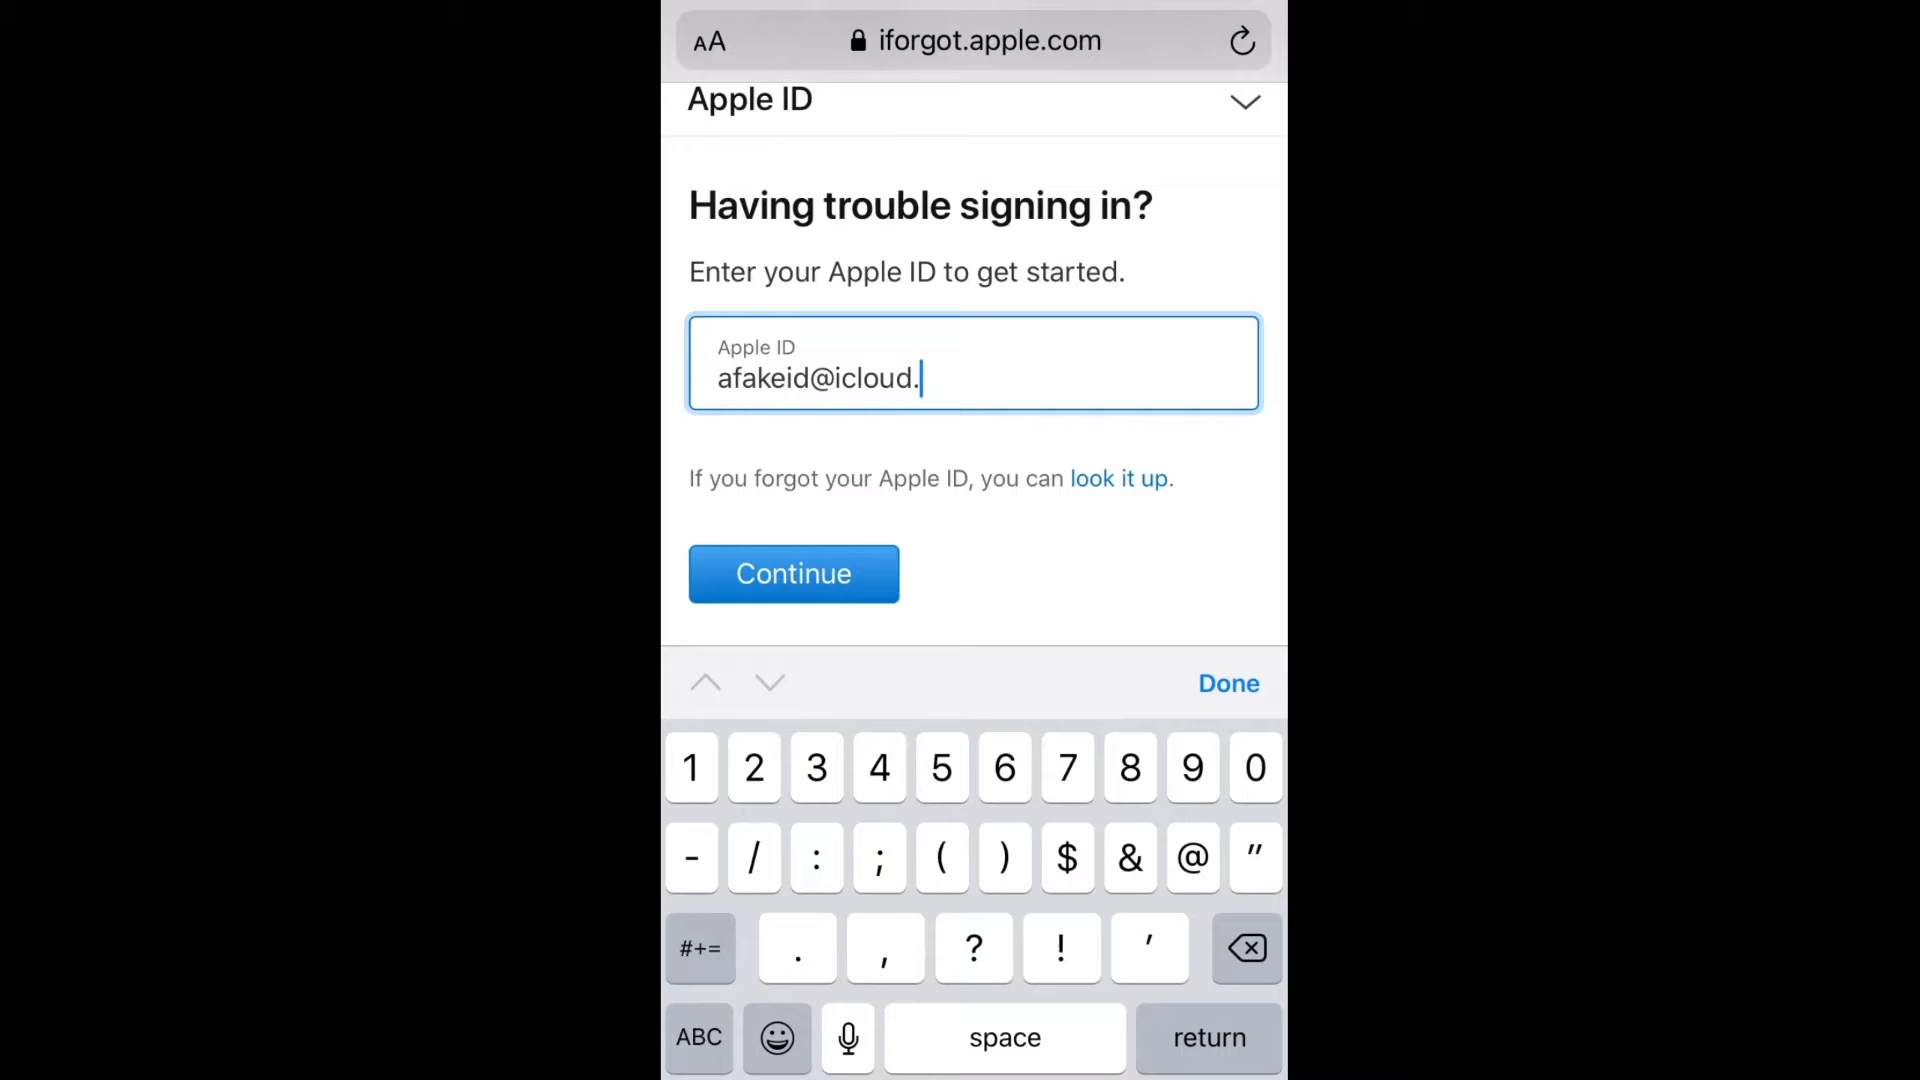 AA iforgot.apple.com
Apple ID
Having trouble signing in?
Enter your Apple ID to get started.
Apple ID
afakeid@icloud.
If you forgot your Apple ID, you can look it up.
Continue
Done
1 2 3 4 5 6 7 8 9 0
- / : ; ( ) $ & @ "
#+= . , ? ! '
ABC space return